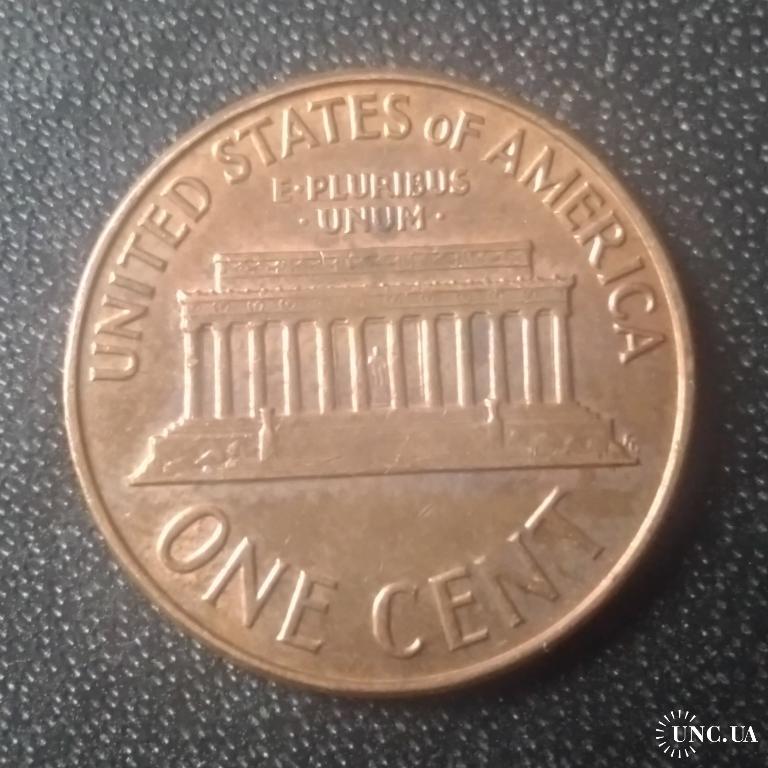 UNITED STATES OF AMERICA
E·PLURIBUS
·UNUM·
ONE CENT
UNC.UA